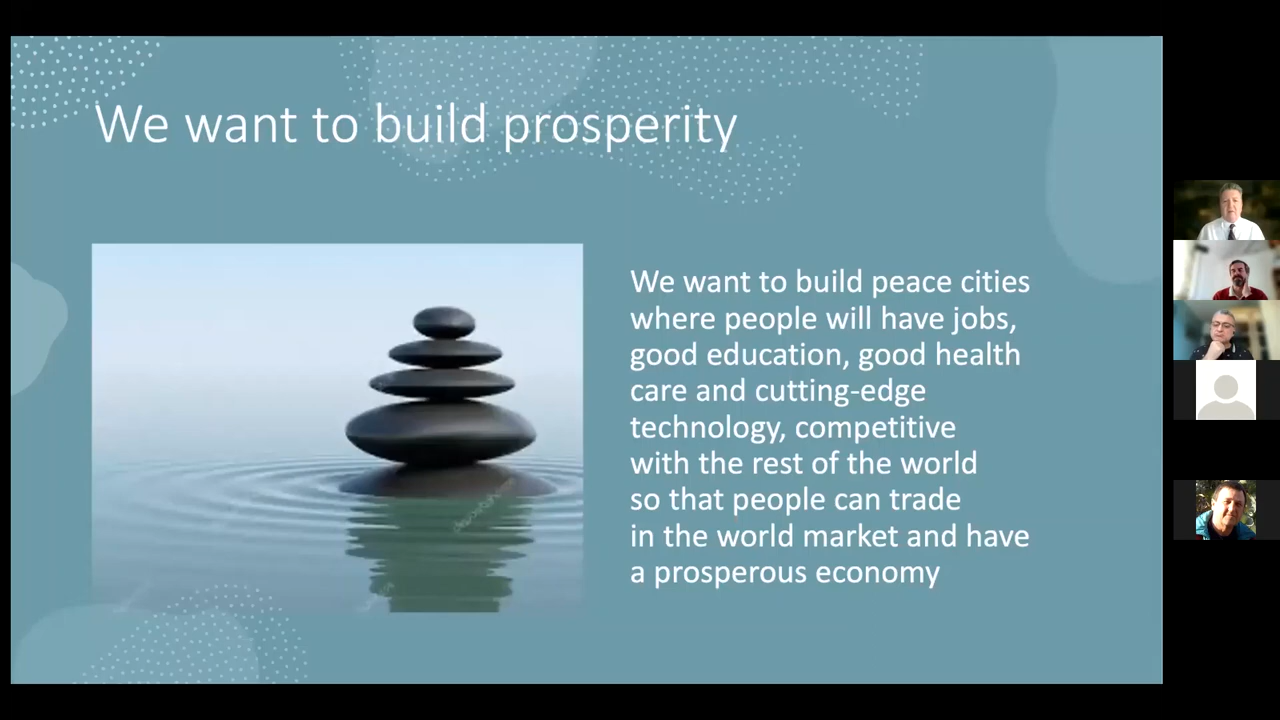 We want to build prosperity
We want to build peace cities
where people will have jobs,
good education, good health
care and cutting-edge
technology, competitive
with the rest of the world
so that people can trade
in the world market and have
a prosperous economy